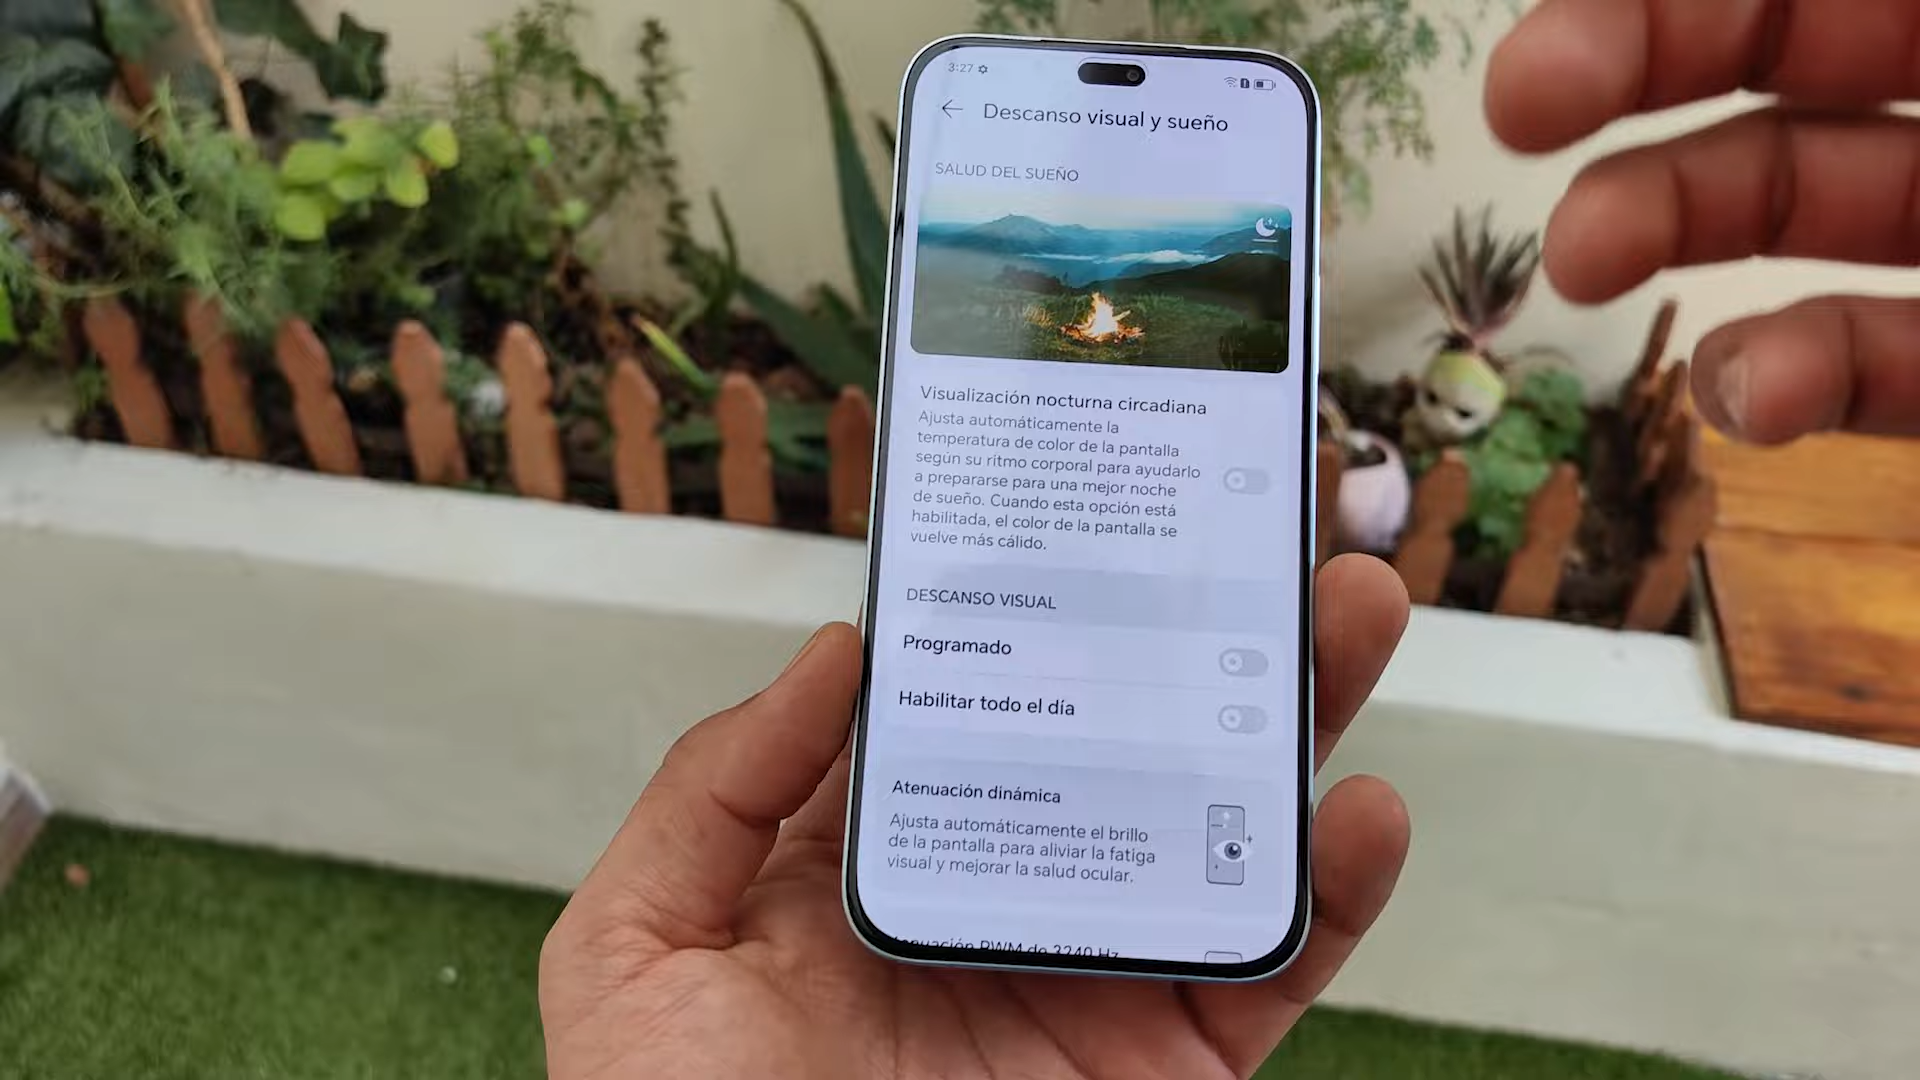 3:27
Descanso visual y sueño
SALUD DEL SUEÑO
Visualización nocturna circadiana
Ajusta automáticamente la
temperatura de color de la pantalla
según su ritmo corporal para ayudarlo
a prepararse para una mejor noche
de sueño. Cuando esta opción está
habilitada, el color de la pantalla se
vuelve más cálido.
DESCANSO VISUAL
Programado
Habilitar todo el día
Atenuación dinámica
Ajusta automáticamente el brillo
de la pantalla para aliviar la fatiga
visual y mejorar la salud ocular.
Atenuación PWM de 3240 Hz